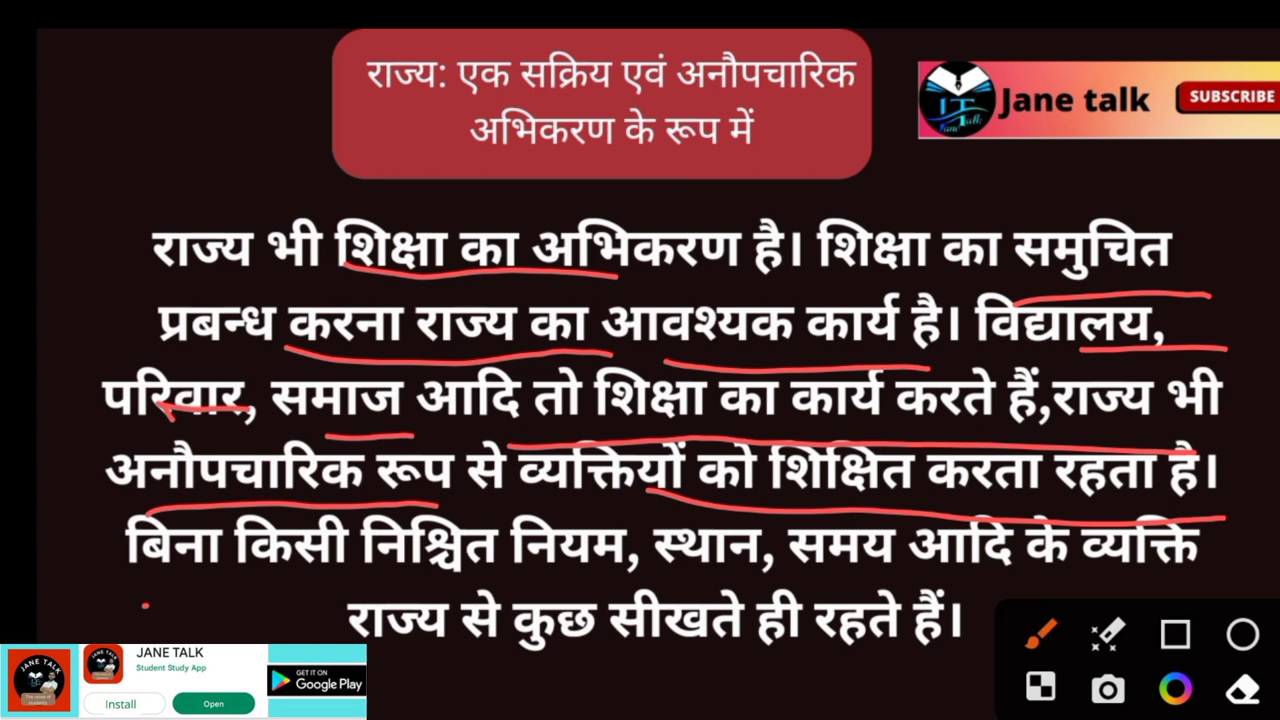 राज्य: एक सक्रिय एवं अनौपचारिक
अभिकरण के रूप में
Jane talk
SUBSCRIBE
राज्य भी शिक्षा का अभिकरण है। शिक्षा का समुचित
प्रबन्ध करना राज्य का आवश्यक कार्य है। विद्यालय,
परिवार, समाज आदि तो शिक्षा का कार्य करते हैं,राज्य भी
अनौपचारिक रूप से व्यक्तियों को शिक्षित करता रहता है।
बिना किसी निश्चित नियम, स्थान, समय आदि के व्यक्ति
राज्य से कुछ सीखते ही रहते हैं।
JANE TALK
JANE TALK
Student Study App
Install
Open
GET IT ON
Google Play